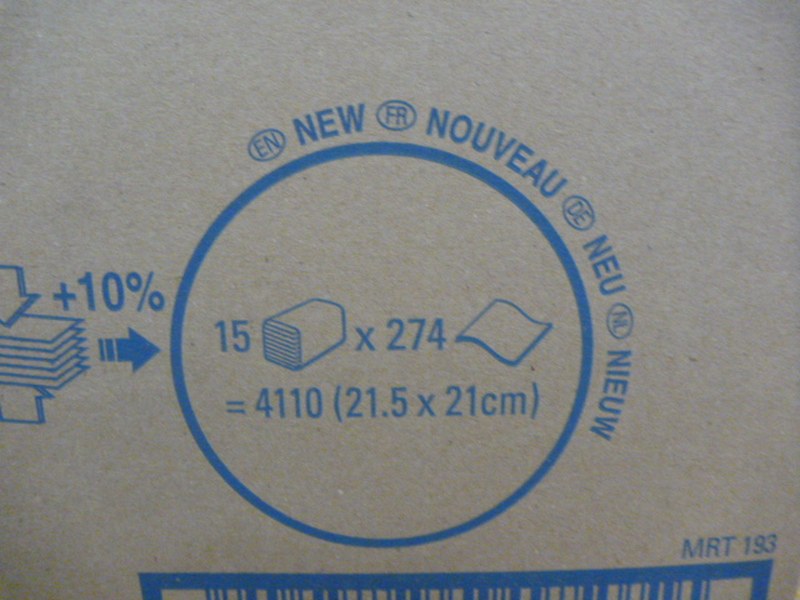 EN NEW FR NOUVEAU DE NEU NL NIEUW
+10%
15 x 274
= 4110 (21.5 x 21cm)
MRT 193